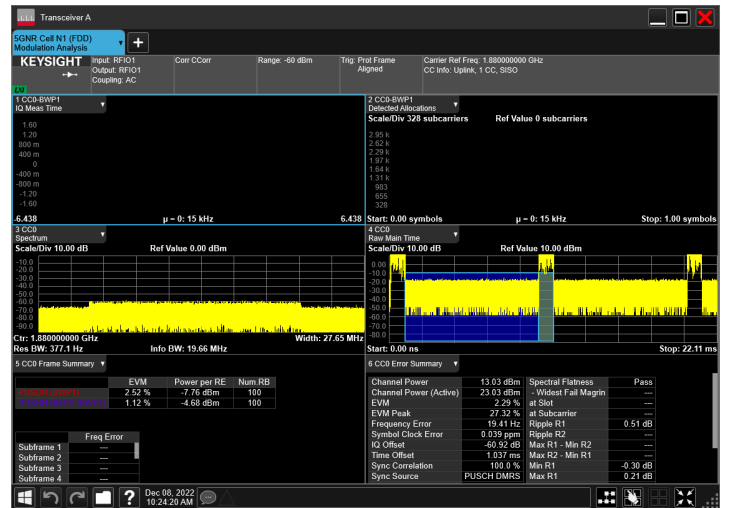 Transceiver A
5GNR Cell N1 (FDD)
Modulation Analysis
KEYSIGHT
LXI
Input: RFIO1
Output: RFIO1
Coupling: AC
Corr CCorr
Range: -60 dBm
Trig: Prot Frame
Aligned
Carrier Ref Freq: 1.880000000 GHz
CC Info: Uplink, 1 CC, SISO
1 CC0-BWP1
IQ Meas Time
1.60
1.20
800 m
400 m
0
-400 m
-800 m
-1.20
-1.60
-6.438 µ = 0: 15 kHz 6.438
2 CC0-BWP1
Detected Allocations
Scale/Div 328 subcarriers Ref Value 0 subcarriers
2.95 k
2.62 k
2.29 k
1.97 k
1.64 k
1.31 k
983
655
328
Start: 0.00 symbols µ = 0: 15 kHz Stop: 1.00 symbols
3 CC0
Spectrum
Scale/Div 10.00 dB Ref Value 0.00 dBm
-10.0
-20.0
-30.0
-40.0
-50.0
-60.0
-70.0
-80.0
-90.0
Ctr: 1.880000000 GHz Width: 27.65 MHz
Res BW: 377.1 Hz Info BW: 19.66 MHz
4 CC0
Raw Main Time
Scale/Div 10.00 dB Ref Value 10.00 dBm
0.00
-10.0
-20.0
-30.0
-40.0
-50.0
-60.0
-70.0
-80.0
Start: 0.00 ns Stop: 22.11 ms
5 CC0 Frame Summary
EVM Power per RE Num.RB
2.52 % -7.76 dBm 100
1.12 % -4.68 dBm 100
Freq Error
Subframe 1 ---
Subframe 2 ---
Subframe 3 ---
Subframe 4 ---
6 CC0 Error Summary
Channel Power 13.03 dBm Spectral Flatness Pass
Channel Power (Active) 23.03 dBm - Widest Fail Magrin ---
EVM 2.29 % at Slot ---
EVM Peak 27.32 % at Subcarrier ---
Frequency Error 19.41 Hz Ripple R1 0.51 dB
Symbol Clock Error 0.039 ppm Ripple R2 ---
IQ Offset -60.92 dB Max R1 - Min R2 ---
Time Offset 1.037 ms Max R2 - Min R1 ---
Sync Correlation 100.0 % Min R1 -0.30 dB
Sync Source PUSCH DMRS Max R1 0.21 dB
Dec 08, 2022
10:24:20 AM